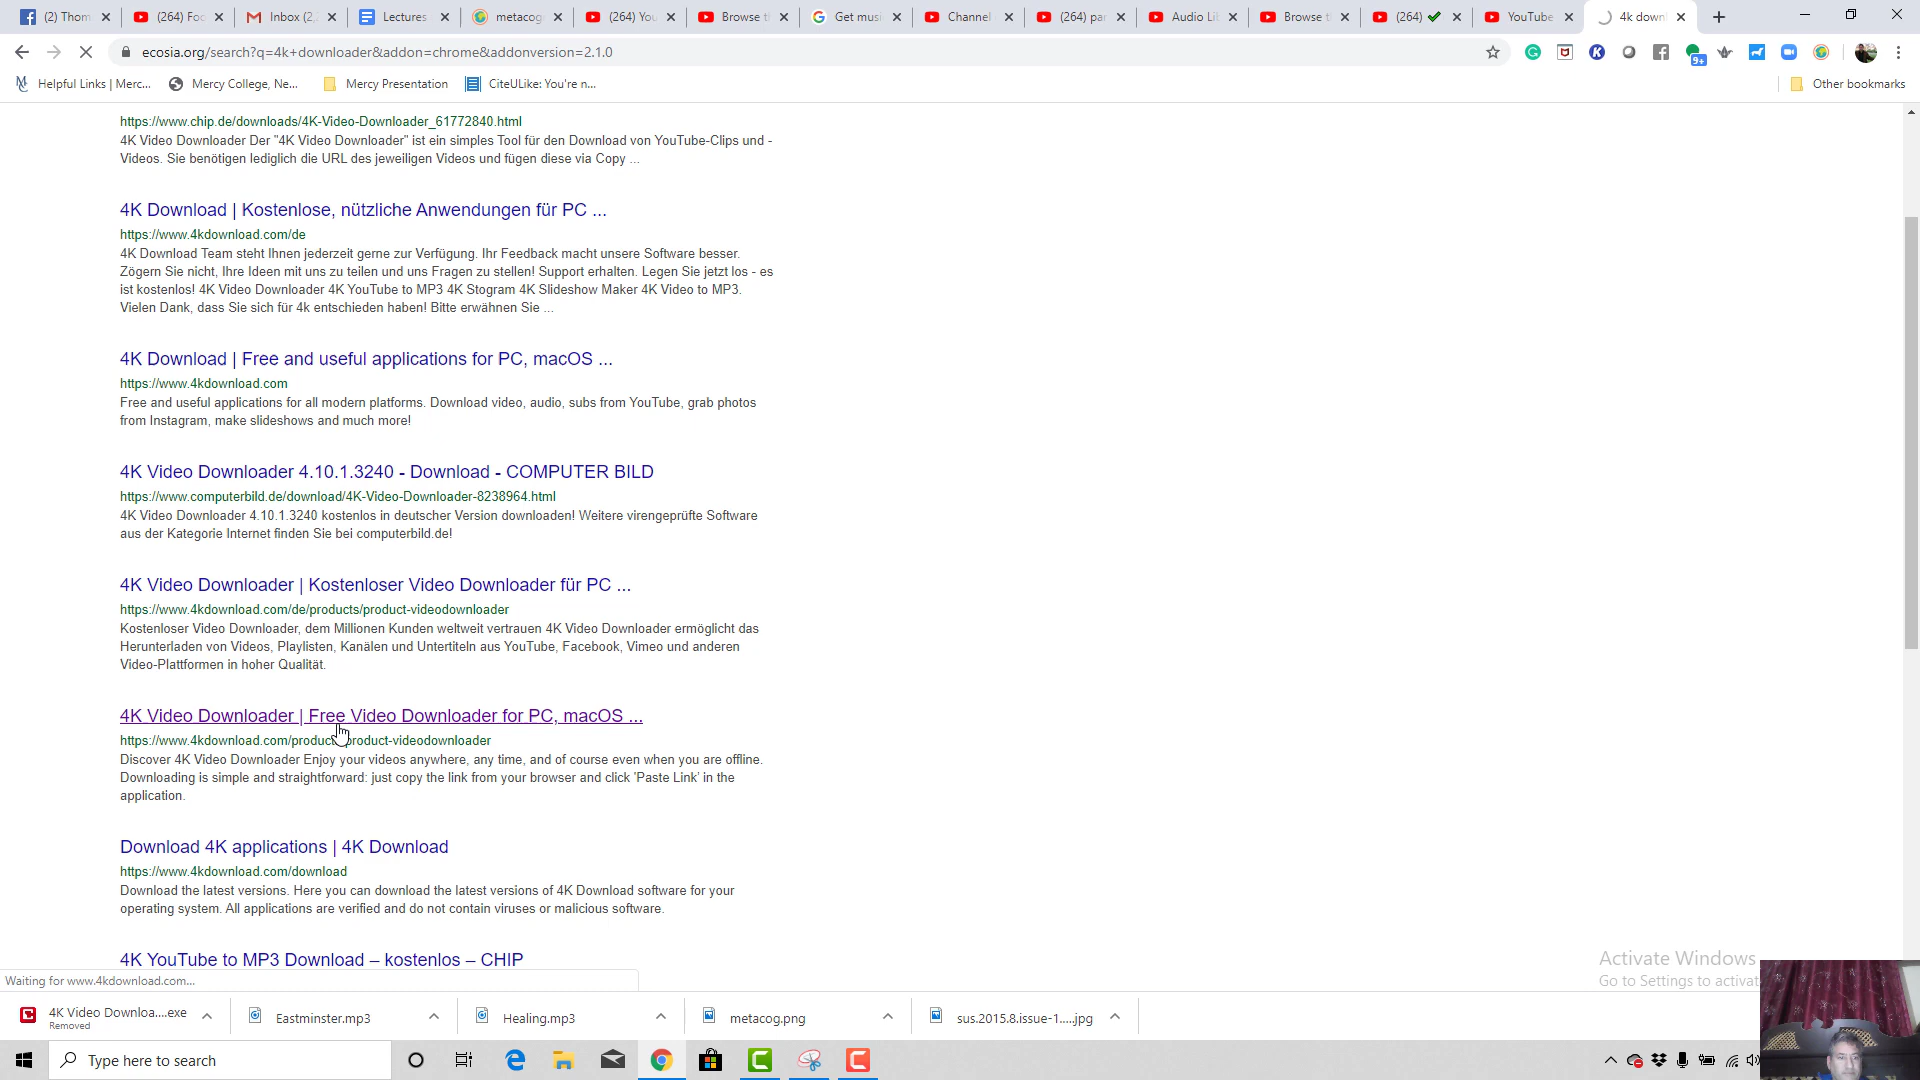 (2) Thom
(264) Foc
Inbox (2,
Lectures
metacog
(264) You
Browse t
Get musi
Channel
(264) par
Audio Li
Browse t
(264)
YouTube
4k down
ecosia.org/search?q=4k+downloader&addon=chrome&addonversion=2.1.0
9+
Helpful Links | Merc...
Mercy College, Ne...
Mercy Presentation
CiteULike: You're n...
Other bookmarks
https://www.chip.de/downloads/4K-Video-Downloader_61772840.html
4K Video Downloader Der "4K Video Downloader" ist ein simples Tool für den Download von YouTube-Clips und -
Videos. Sie benötigen lediglich die URL des jeweiligen Videos und fügen diese via Copy ...
4K Download | Kostenlose, nützliche Anwendungen für PC ...
https://www.4kdownload.com/de
4K Download Team steht Ihnen jederzeit gerne zur Verfügung. Ihr Feedback macht unsere Software besser.
Zögern Sie nicht, Ihre Ideen mit uns zu teilen und uns Fragen zu stellen! Support erhalten. Legen Sie jetzt los - es
ist kostenlos! 4K Video Downloader 4K YouTube to MP3 4K Stogram 4K Slideshow Maker 4K Video to MP3.
Vielen Dank, dass Sie sich für 4k entschieden haben! Bitte erwähnen Sie ...
4K Download | Free and useful applications for PC, macOS ...
https://www.4kdownload.com
Free and useful applications for all modern platforms. Download video, audio, subs from YouTube, grab photos
from Instagram, make slideshows and much more!
4K Video Downloader 4.10.1.3240 - Download - COMPUTER BILD
https://www.computerbild.de/download/4K-Video-Downloader-8238964.html
4K Video Downloader 4.10.1.3240 kostenlos in deutscher Version downloaden! Weitere virengeprüfte Software
aus der Kategorie Internet finden Sie bei computerbild.de!
4K Video Downloader | Kostenloser Video Downloader für PC ...
https://www.4kdownload.com/de/products/product-videodownloader
Kostenloser Video Downloader, dem Millionen Kunden weltweit vertrauen 4K Video Downloader ermöglicht das
Herunterladen von Videos, Playlisten, Kanälen und Untertiteln aus YouTube, Facebook, Vimeo und anderen
Video-Plattformen in hoher Qualität.
4K Video Downloader | Free Video Downloader for PC, macOS ...
https://www.4kdownload.com/product product-videodownloader
Discover 4K Video Downloader Enjoy your videos anywhere, any time, and of course even when you are offline.
Downloading is simple and straightforward: just copy the link from your browser and click 'Paste Link' in the
application.
Download 4K applications | 4K Download
https://www.4kdownload.com/download
Download the latest versions. Here you can download the latest versions of 4K Download software for your
operating system. All applications are verified and do not contain viruses or malicious software.
4K YouTube to MP3 Download – kostenlos – CHIP
Activate Windows
Go to Settings to activat
Waiting for www.4kdownload.com...
4K Video Downloa....exe
Removed
Eastminster.mp3
Healing.mp3
metacog.png
sus.2015.8.issue-1.....jpg
Type here to search